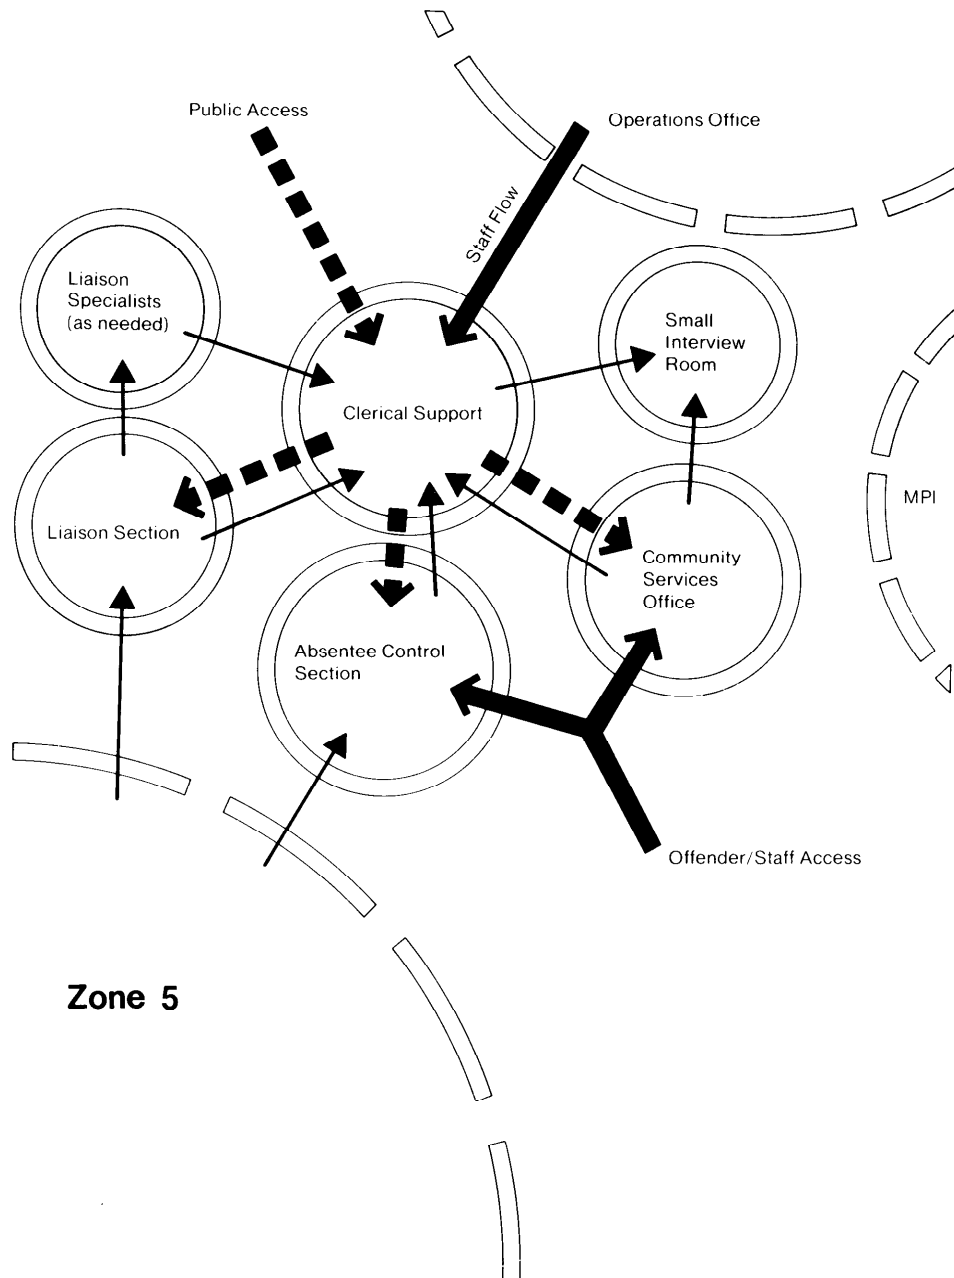 Public Access
Operations Office
Staff Flow
Liaison
Specialists
(as needed)
Small
Interview
Room
Clerical Support
MPI
Liaison Section
Community
Services
Office
Absentee Control
Section
Offender/Staff Access
Zone 5